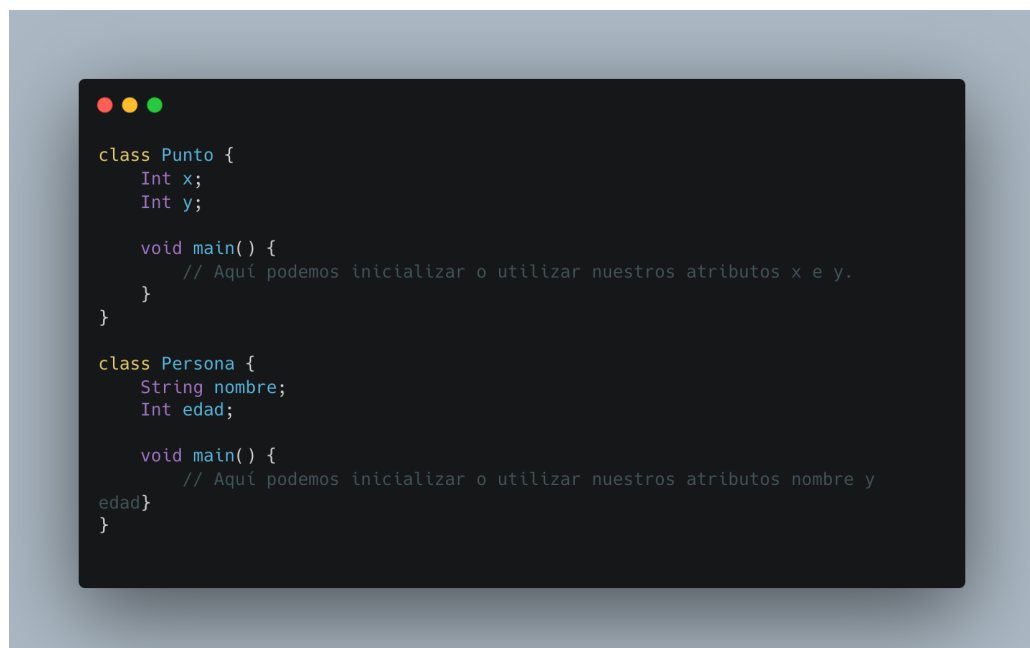 class Punto {
    Int x;
    Int y;

    void main() {
        // Aquí podemos inicializar o utilizar nuestros atributos x e y.
    }
}

class Persona {
    String nombre;
    Int edad;

    void main() {
        // Aquí podemos inicializar o utilizar nuestros atributos nombre y
edad}
}